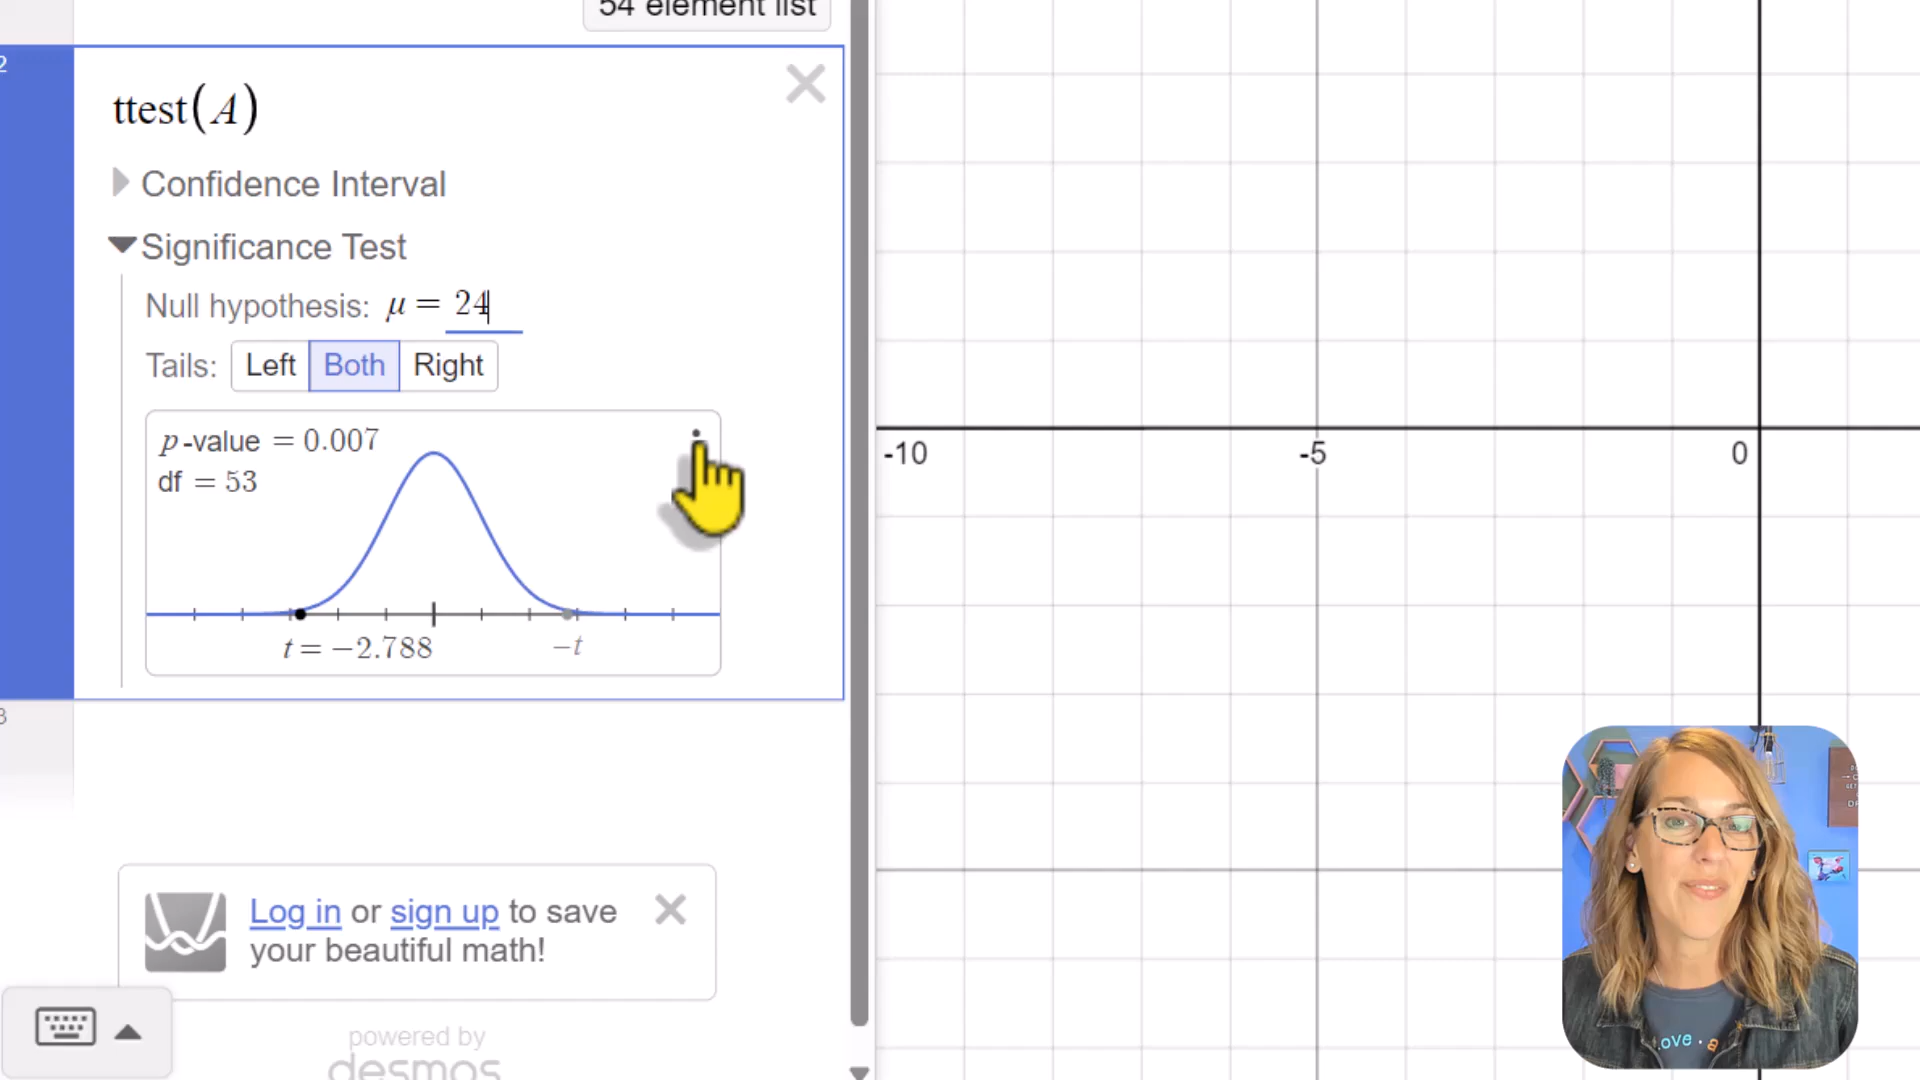 54 element list
2
ttest(A)
Confidence Interval
Significance Test
Null hypothesis: μ = 24
Tails: Left Both Right
p-value = 0.007
df = 53
t = −2.788 −t
-10 -5 0
3
Log in or sign up to save
your beautiful math!
powered by
desmos
ove · a